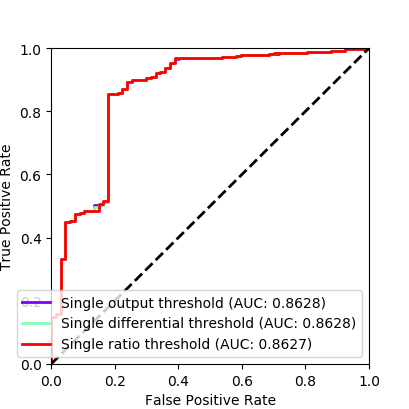 1.0
0.8
0.6
0.4
0.2
0.0
True Positive Rate
Single output threshold (AUC: 0.8628)
Single differential threshold (AUC: 0.8628)
Single ratio threshold (AUC: 0.8627)
0.0 0.2 0.4 0.6 0.8 1.0
False Positive Rate